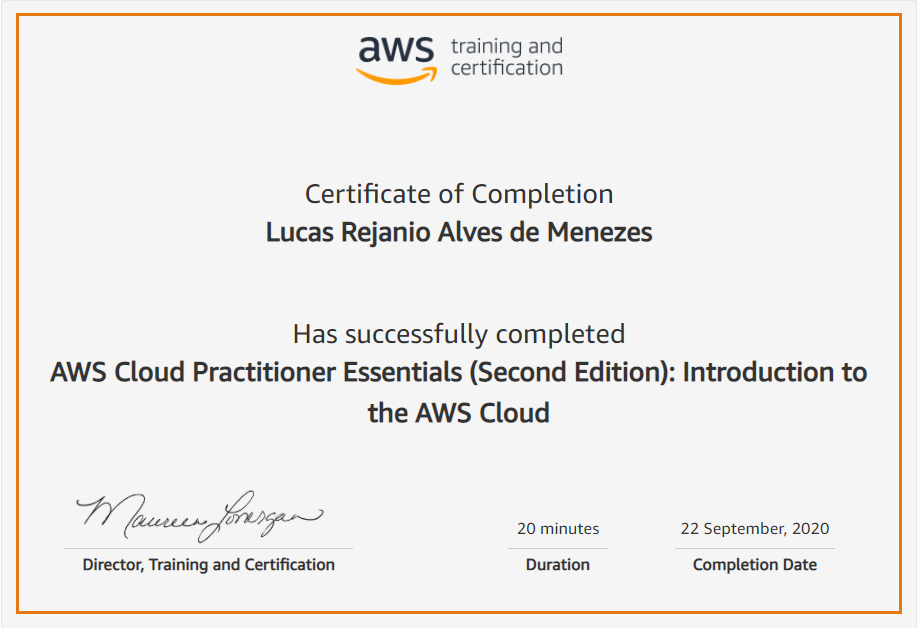 aws training and
certification
Certificate of Completion
Lucas Rejanio Alves de Menezes
Has successfully completed
AWS Cloud Practitioner Essentials (Second Edition): Introduction to
the AWS Cloud
Maureen Lonergan
20 minutes
22 September, 2020
Director, Training and Certification
Duration
Completion Date